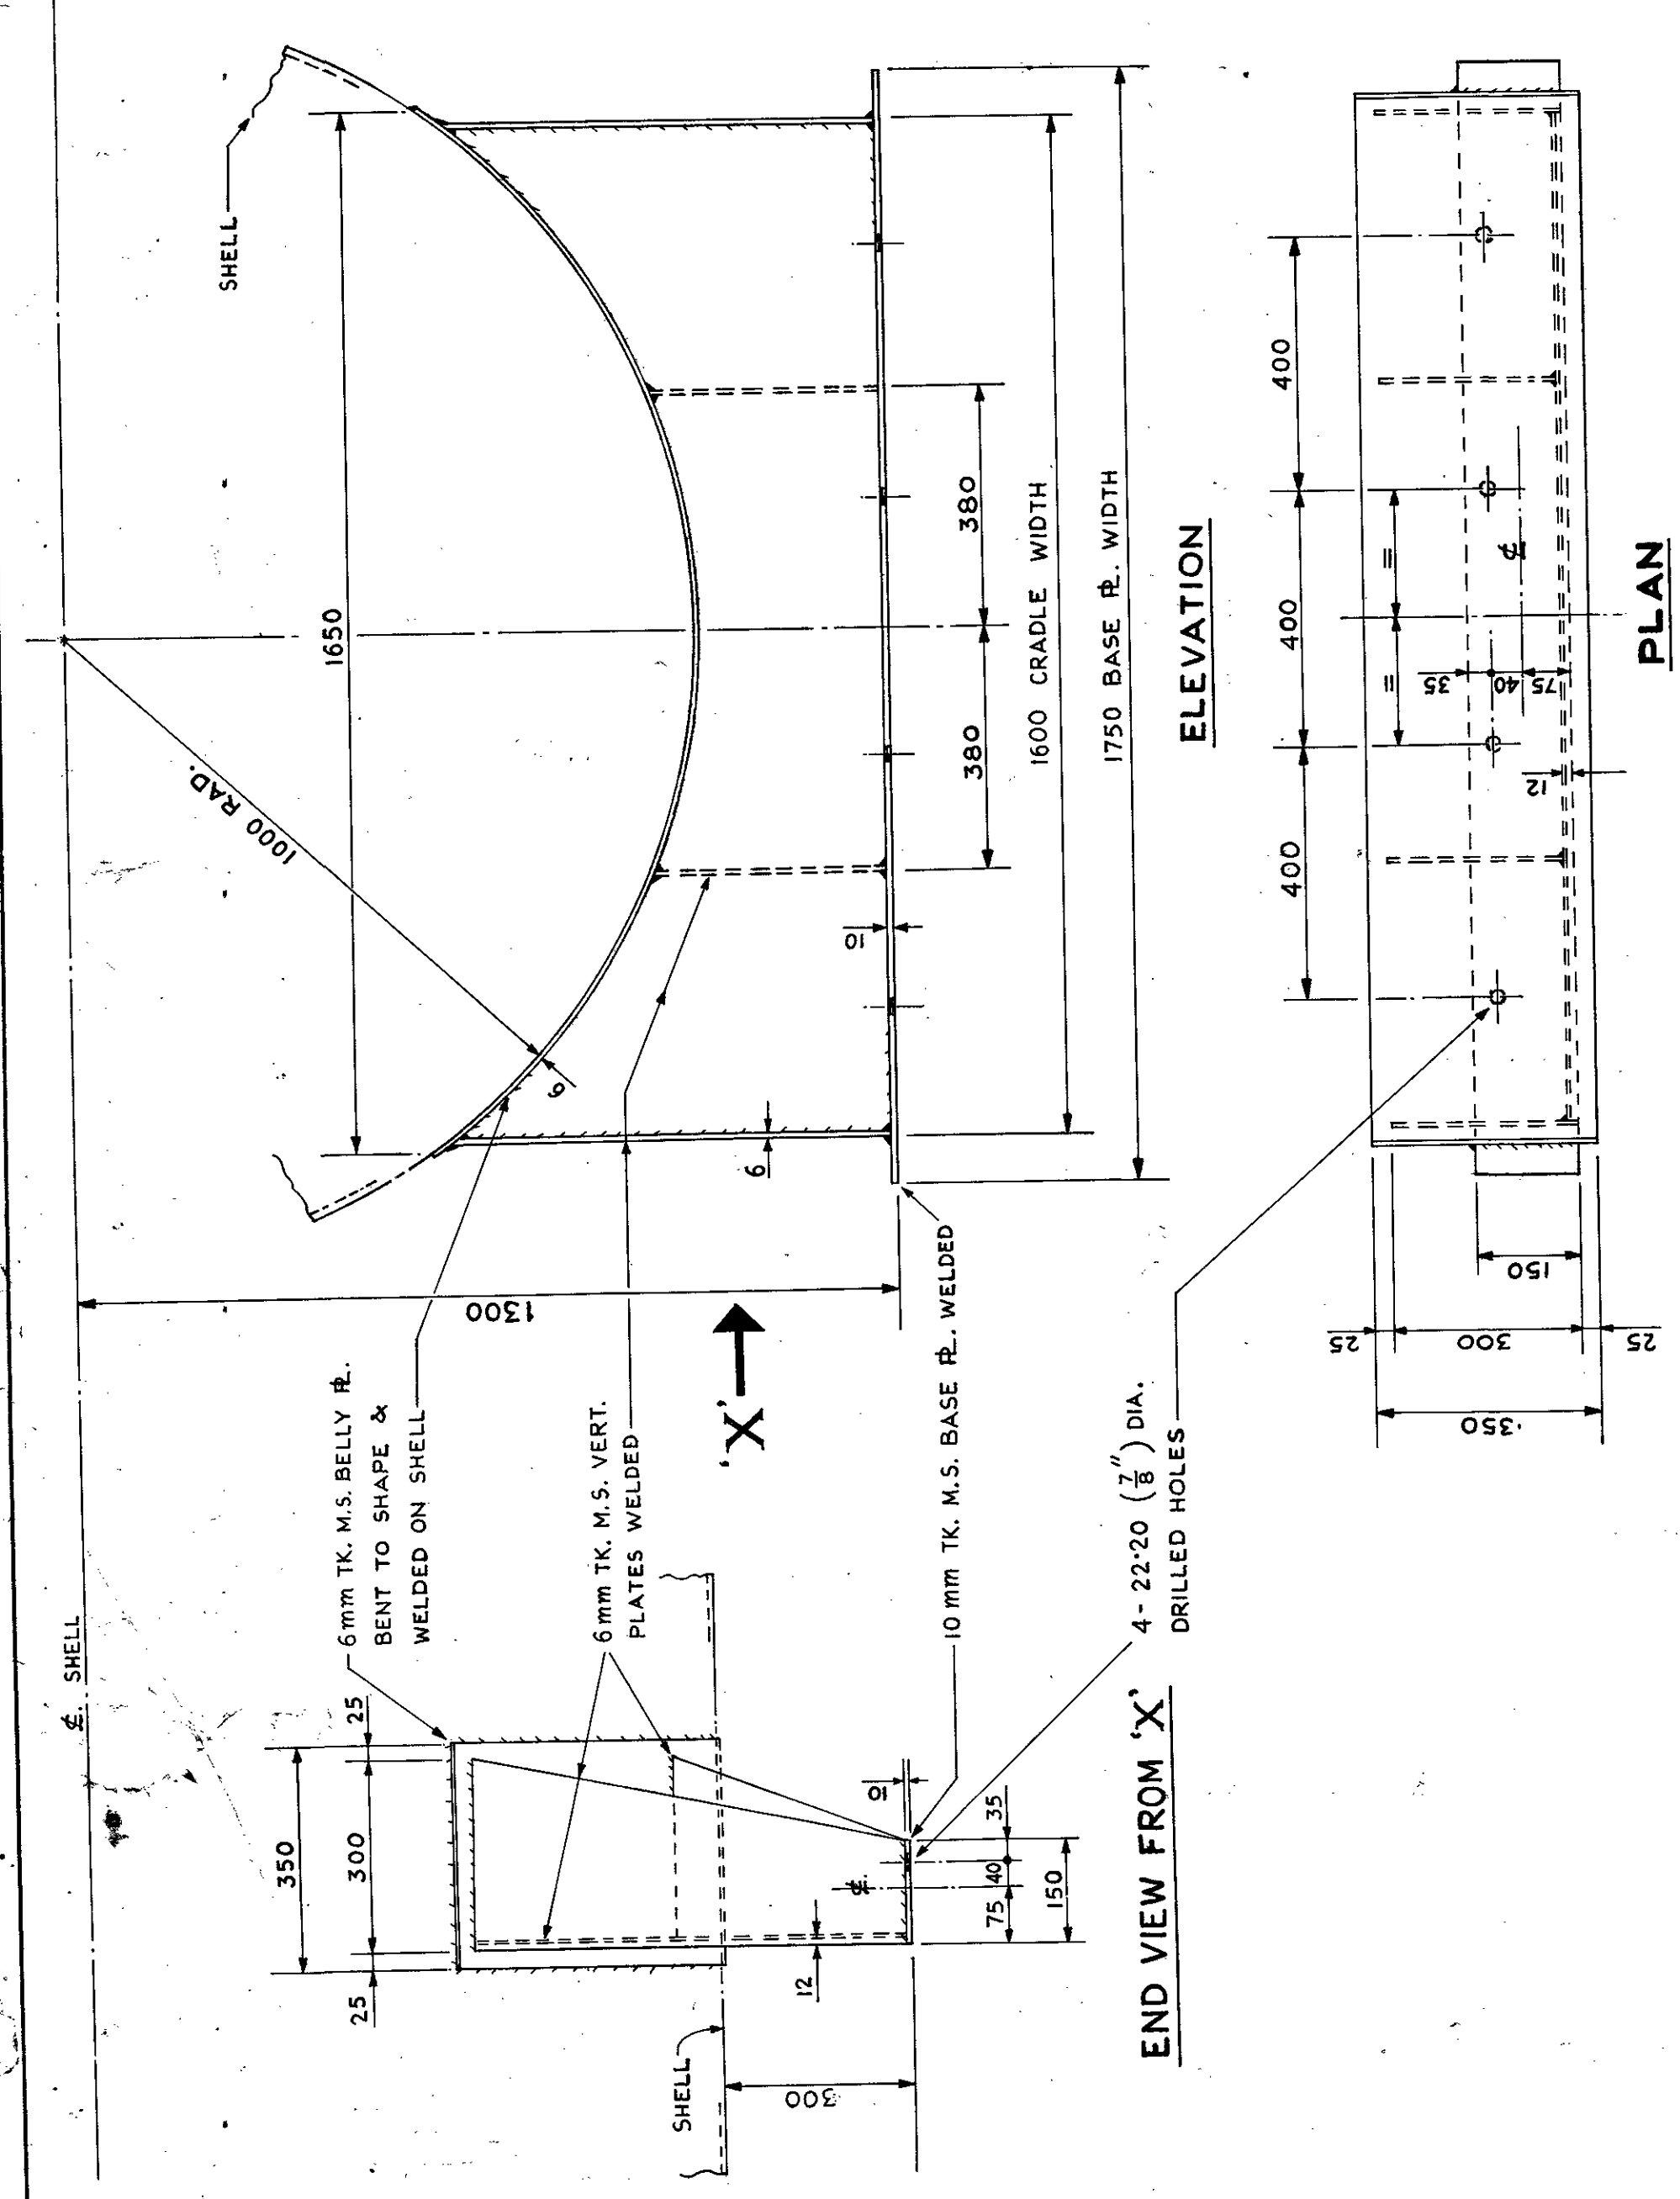 ℄ SHELL
SHELL
1650
1000 RAD.
6
6
10
380
380
1600 CRADLE WIDTH
1750 BASE ℙL. WIDTH
ELEVATION
1300
'X'
6mm TK. M.S. BELLY ℙL.
BENT TO SHAPE &
WELDED ON SHELL
6mm TK. M.S. VERT.
PLATES WELDED
10mm TK. M.S. BASE ℙL. WELDED
4- 22·20 (7/8") DIA.
DRILLED HOLES
350
25
300
25
SHELL
300
12
℄
10
75
40
35
150
END VIEW FROM 'X'
400
400
400
=
=
35
40
75
℄
12
150
25
300
25
350
PLAN